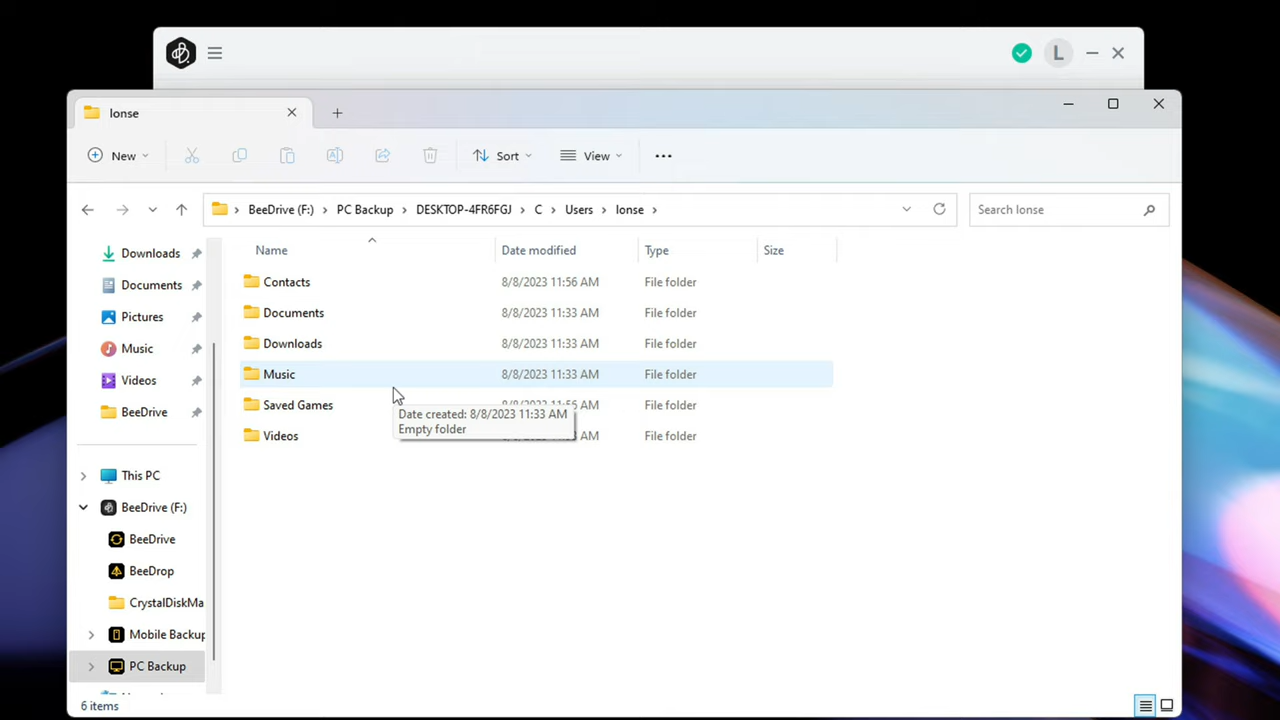 L
lonse
New
Sort
View
BeeDrive (F:) PC Backup DESKTOP-4FR6FGJ C Users lonse
Search lonse
Downloads
Documents
Pictures
Music
Videos
BeeDrive
This PC
BeeDrive (F:)
BeeDrive
BeeDrop
CrystalDiskMa
Mobile Backup
PC Backup
Name Date modified Type Size
Contacts 8/8/2023 11:56 AM File folder
Documents 8/8/2023 11:33 AM File folder
Downloads 8/8/2023 11:33 AM File folder
Music 8/8/2023 11:33 AM File folder
Saved Games 8/8/2023 11:56 AM File folder
Videos AM File folder
Date created: 8/8/2023 11:33 AM
Empty folder
6 items